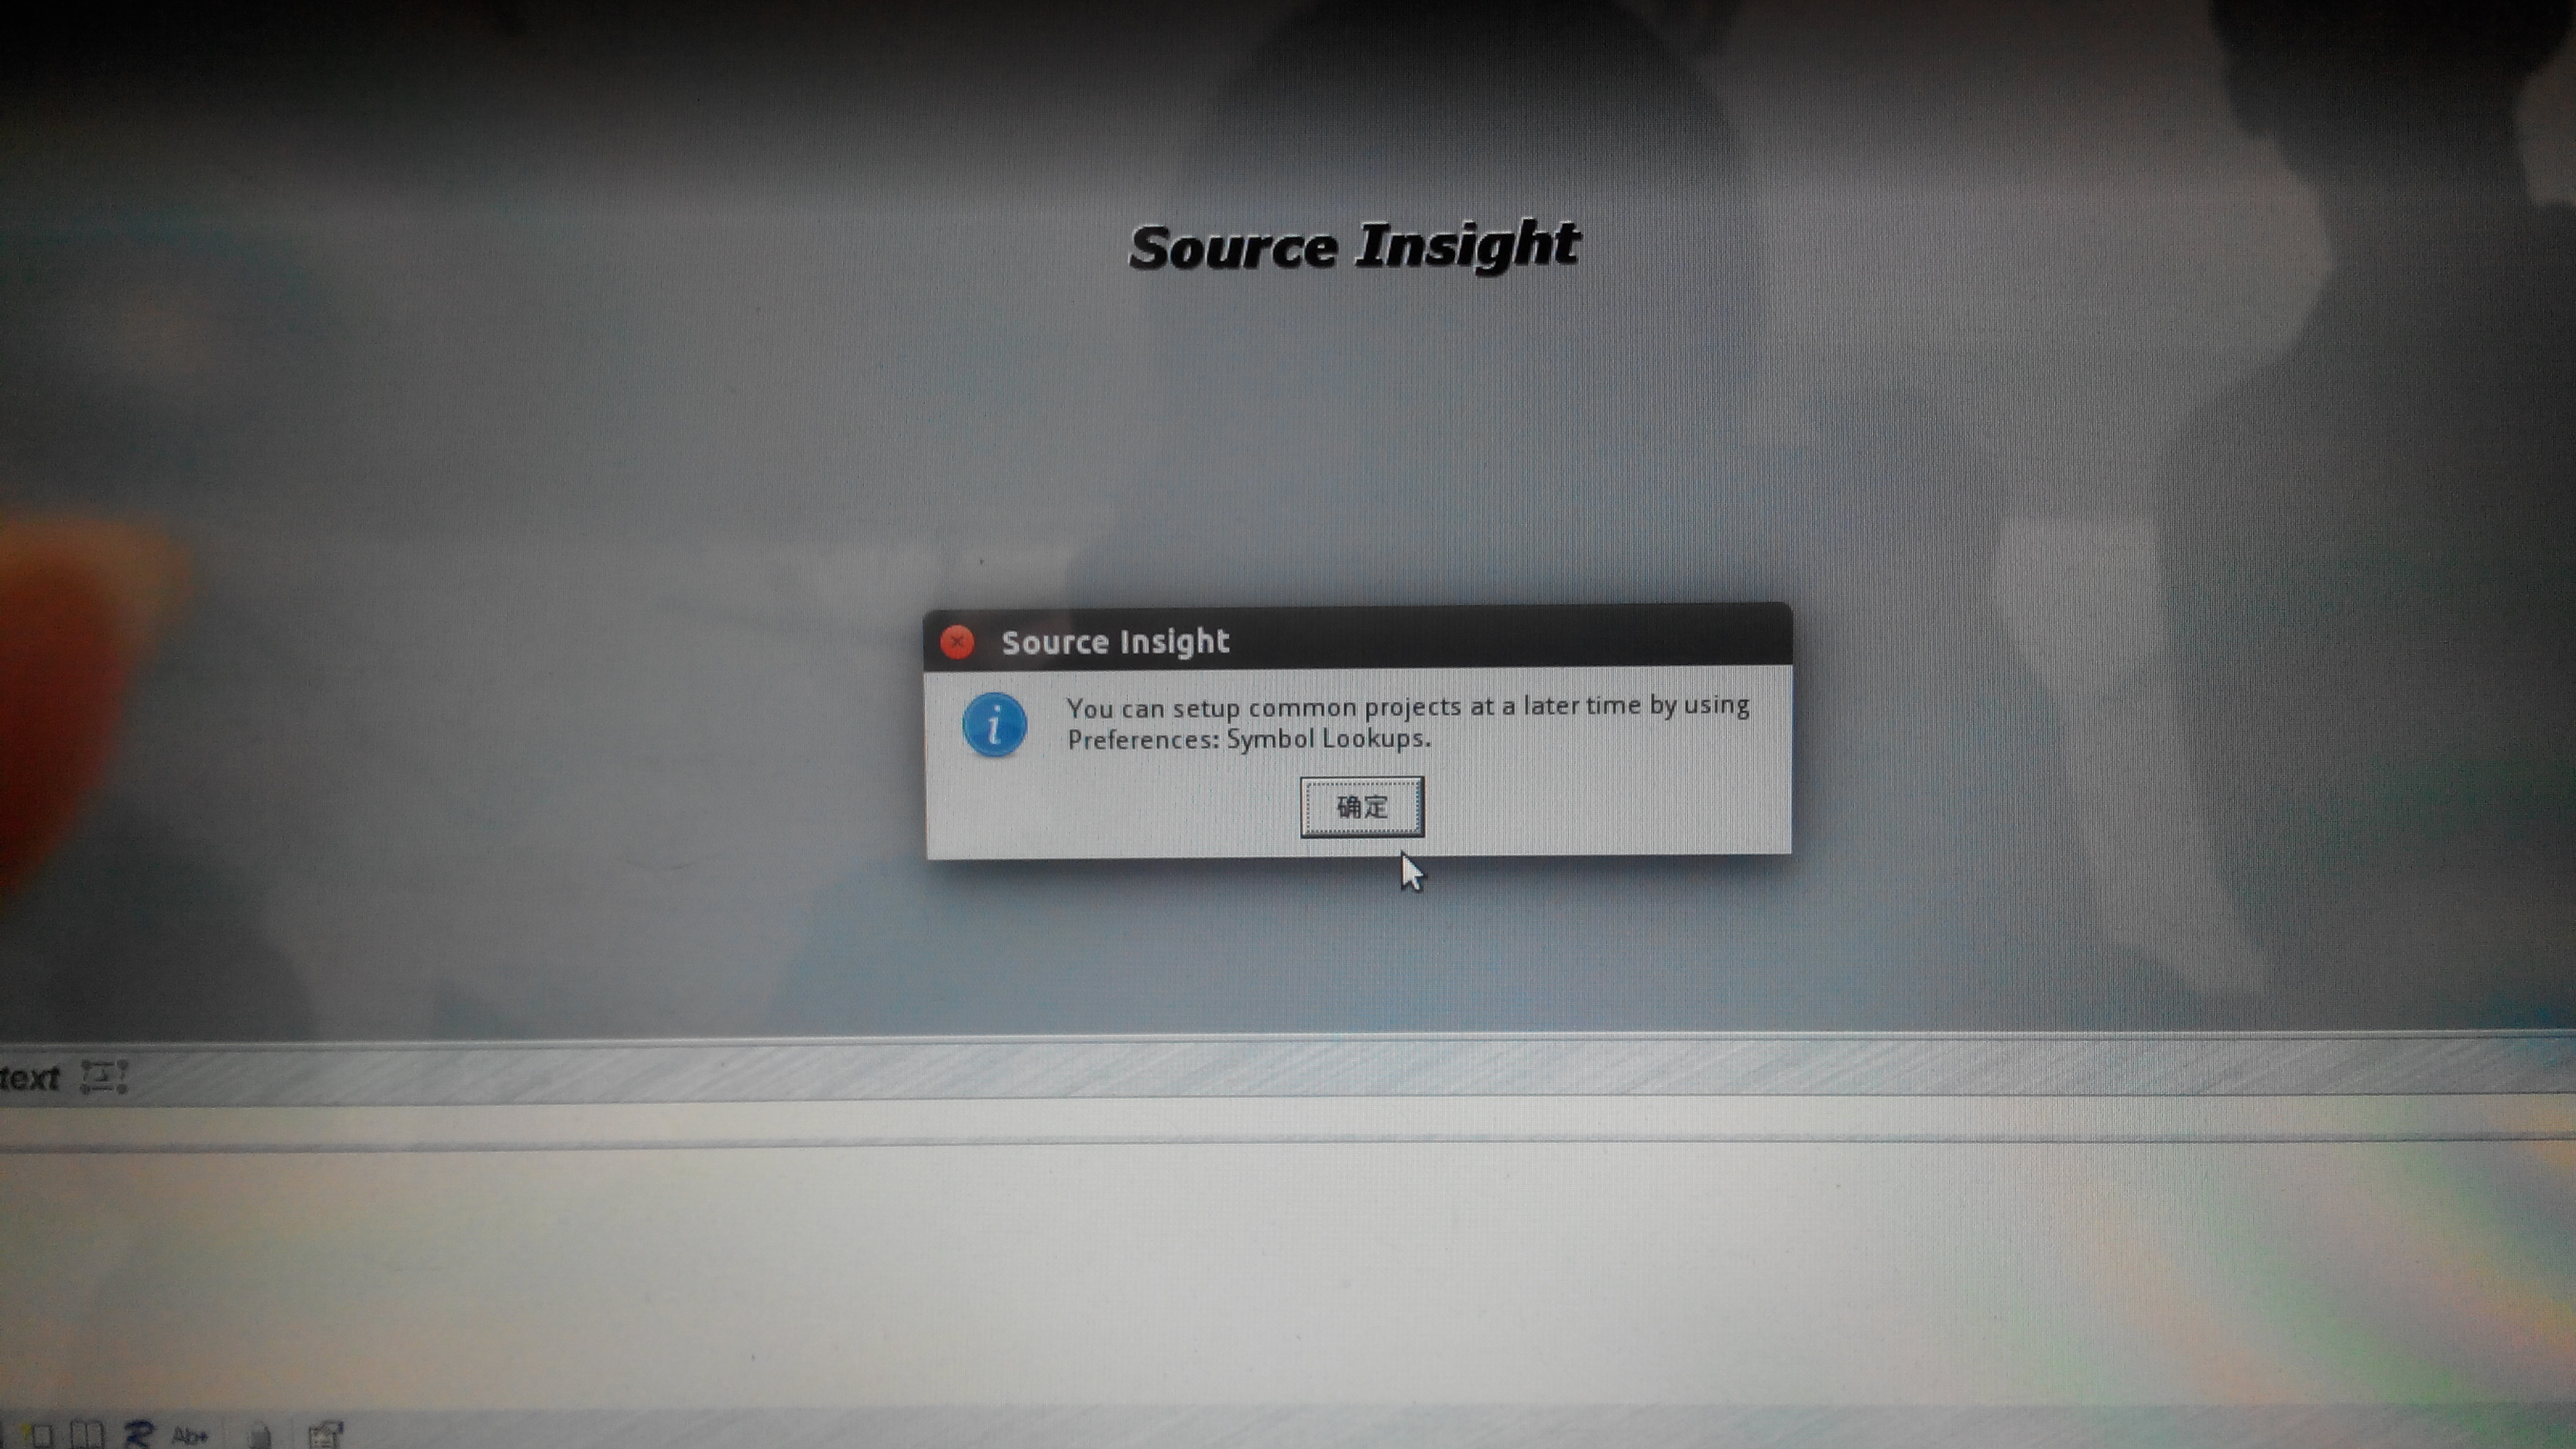 Source Insight
Source Insight
You can setup common projects at a later time by using
Preferences: Symbol Lookups.
确定
text
R Ab+